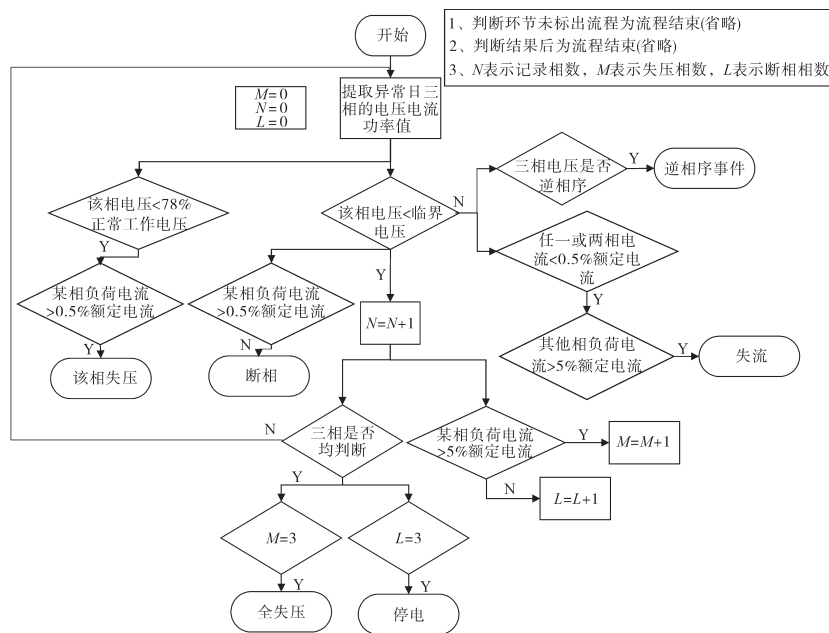 开始
1、判断环节未标出流程为流程结束(省略)
2、判断结果后为流程结束(省略)
3、N表示记录相数，M表示失压相数，L表示断相相数
M=0
N=0
L=0
提取异常日三
相的电压电流
功率值
三相电压是否
逆相序
Y
逆相序事件
该相电压<78%
正常工作电压
该相电压<临界
电压
N
任一或两相电
流<0.5%额定电
流
Y
Y
Y
某相负荷电流
>0.5%额定电流
某相负荷电流
>0.5%额定电流
N=N+1
其他相负荷电
流>5%额定电流
Y
失流
Y
N
该相失压
断相
N
三相是否
均判断
某相负荷电流
>5%额定电流
Y
M=M+1
Y
N
L=L+1
M=3
L=3
Y
Y
全失压
停电